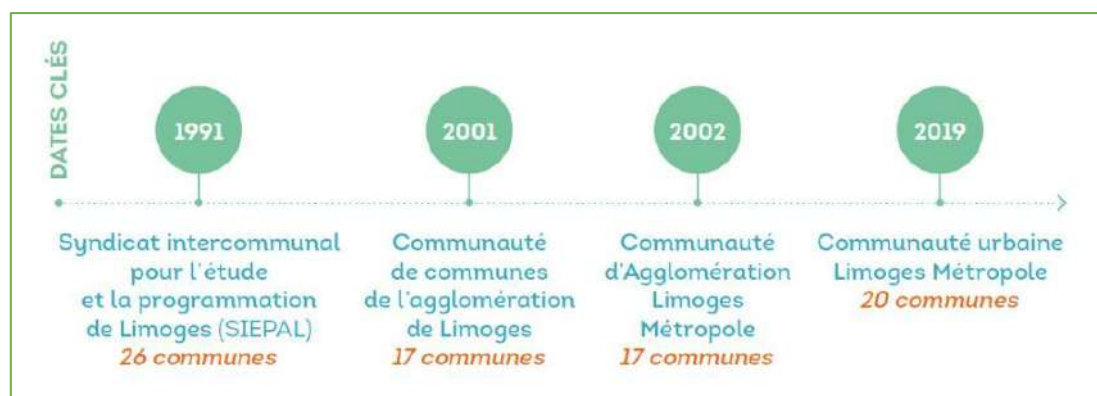 DATES CLÉS
1991
Syndicat intercommunal
pour l'étude
et la programmation
de Limoges (SIEPAL)
26 communes
2001
Communauté
de communes
de l'agglomération
de Limoges
17 communes
2002
Communauté
d'Agglomération
Limoges
Métropole
17 communes
2019
Communauté urbaine
Limoges Métropole
20 communes